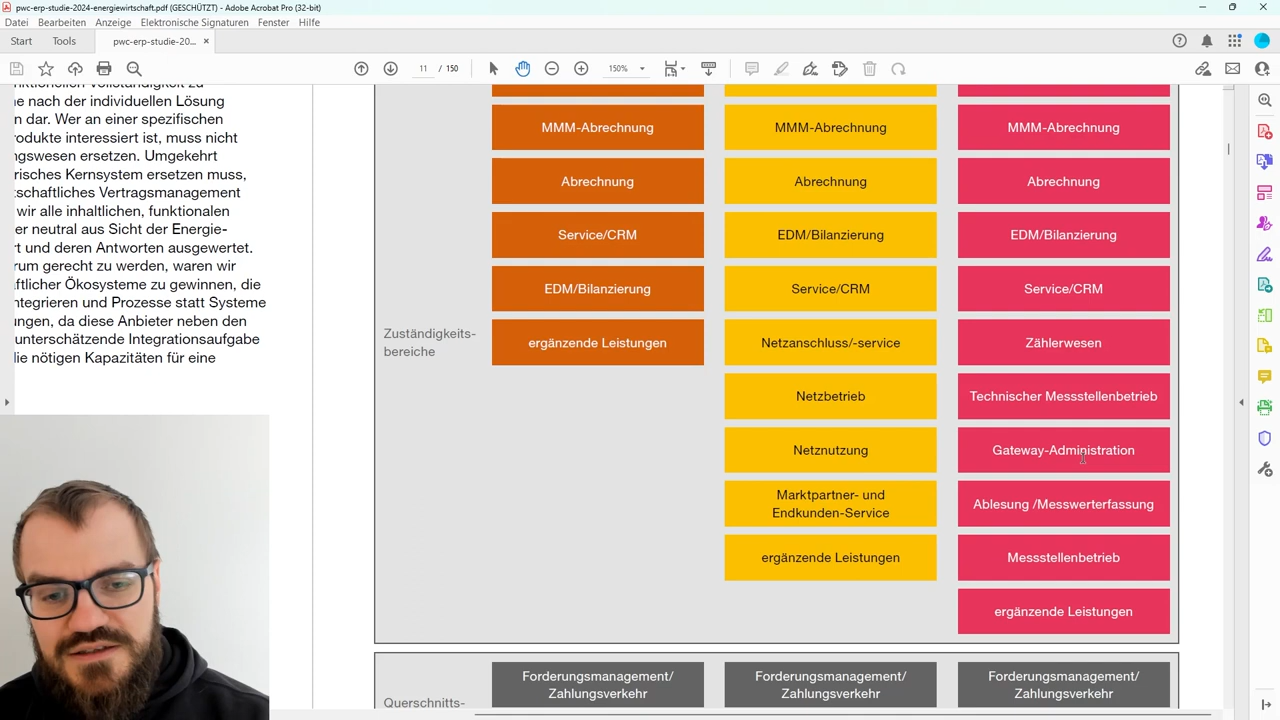 pwc-erp-studie-2024-energiewirtschaft.pdf (GESCHÜTZT) - Adobe Acrobat Pro (32-bit)
Datei Bearbeiten Anzeige Elektronische Signaturen Fenster Hilfe
Start Tools pwc-erp-studie-20... ×
11 / 150 150%
e nach der individuellen Lösung
n dar. Wer an einer spezifischen
rodukte interessiert ist, muss nicht
ngswesen ersetzen. Umgekehrt
risches Kernsystem ersetzen muss,
tschaftliches Vertragsmanagement
wir alle inhaltlichen, funktionalen
er neutral aus Sicht der Energie-
rt und deren Antworten ausgewertet.
rum gerecht zu werden, waren wir
ftlicher Ökosysteme zu gewinnen, die
ntegrieren und Prozesse statt Systeme
ungen, da diese Anbieter neben den
unterschätzende Integrationsaufgabe
lie nötigen Kapazitäten für eine
Zuständigkeits-
bereiche
MMM-Abrechnung
Abrechnung
Service/CRM
EDM/Bilanzierung
ergänzende Leistungen
MMM-Abrechnung
Abrechnung
EDM/Bilanzierung
Service/CRM
Netzanschluss/-service
Netzbetrieb
Netznutzung
Marktpartner- und
Endkunden-Service
ergänzende Leistungen
MMM-Abrechnung
Abrechnung
EDM/Bilanzierung
Service/CRM
Zählerwesen
Technischer Messstellenbetrieb
Gateway-Administration
Ablesung /Messwerterfassung
Messstellenbetrieb
ergänzende Leistungen
Querschnitts-
Forderungsmanagement/
Zahlungsverkehr
Forderungsmanagement/
Zahlungsverkehr
Forderungsmanagement/
Zahlungsverkehr